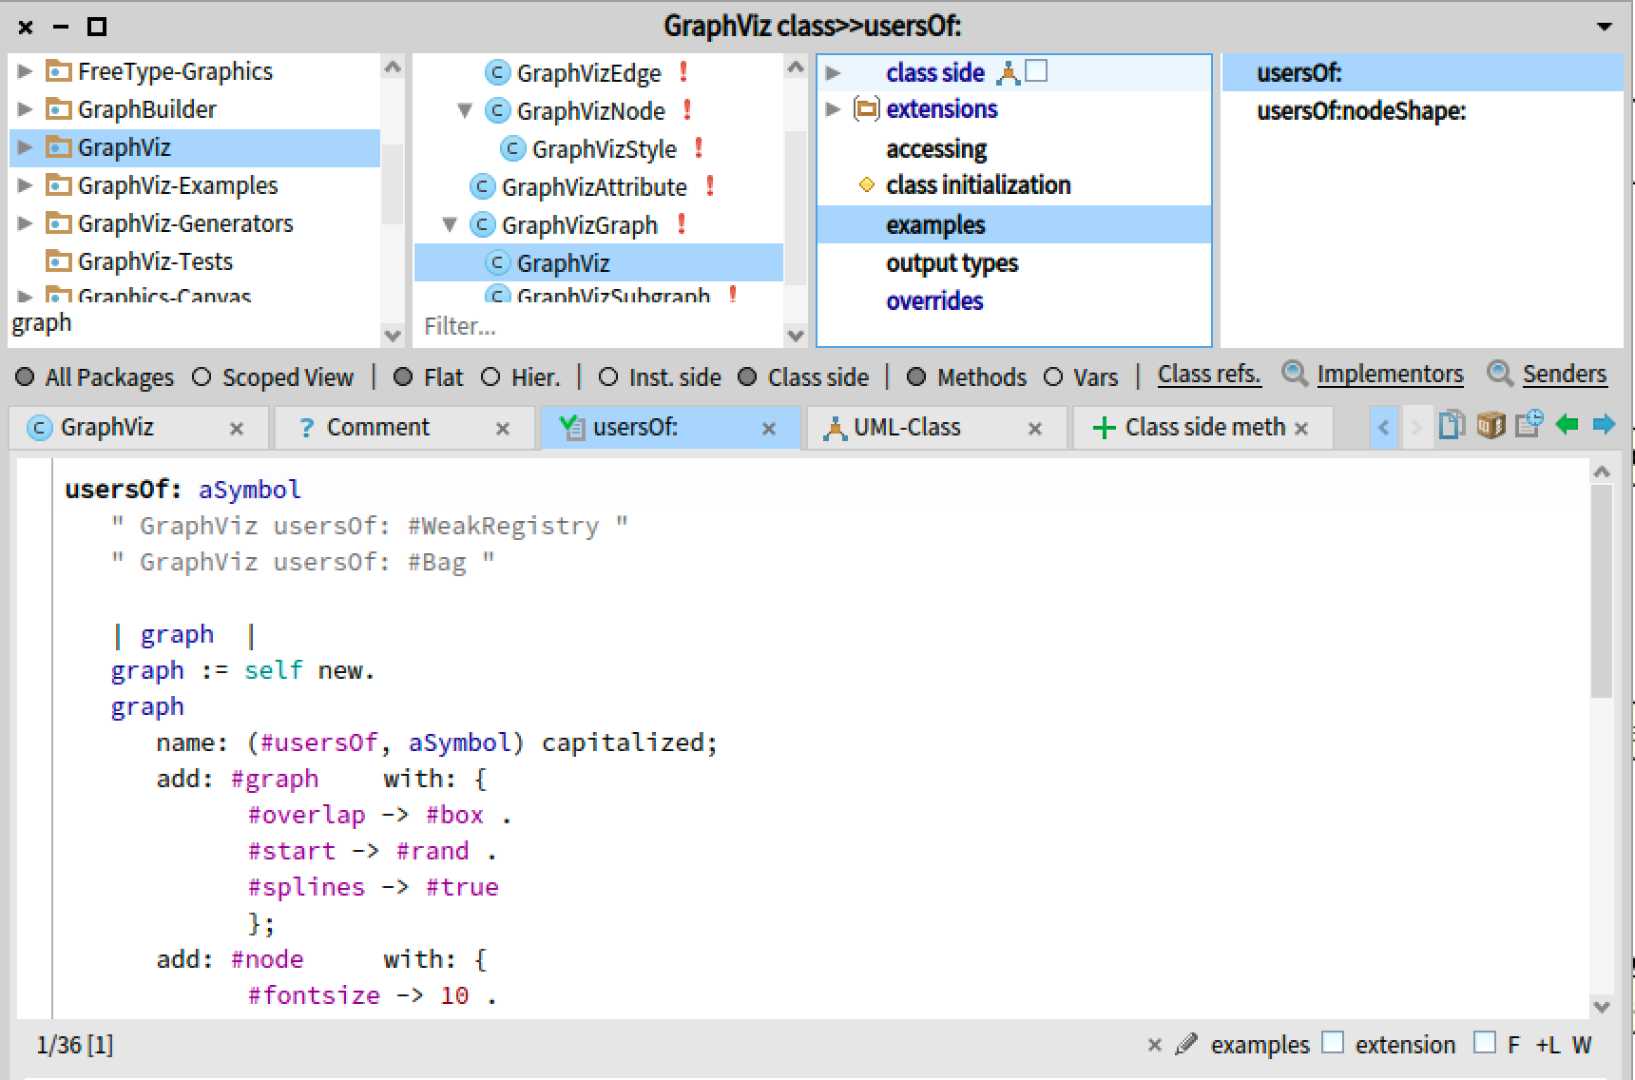 GraphViz class>>usersOf:
FreeType-Graphics
GraphBuilder
GraphViz
GraphViz-Examples
GraphViz-Generators
GraphViz-Tests
Graphics-Canvas
graph
GraphVizEdge !
GraphVizNode !
GraphVizStyle !
GraphVizAttribute !
GraphVizGraph !
GraphViz
GraphVizSubgraph !
Filter...
class side
extensions
accessing
class initialization
examples
output types
overrides
usersOf:
usersOf:nodeShape:
All Packages Scoped View | Flat Hier. | Inst. side Class side | Methods Vars | Class refs. Implementors Senders
GraphViz ? Comment usersOf: UML-Class Class side meth
usersOf: aSymbol
" GraphViz usersOf: #WeakRegistry "
" GraphViz usersOf: #Bag "
| graph |
graph := self new.
graph
name: (#usersOf, aSymbol) capitalized;
add: #graph with: {
#overlap -> #box .
#start -> #rand .
#splines -> #true
};
add: #node with: {
#fontsize -> 10 .
1/36 [1] examples extension F +L W